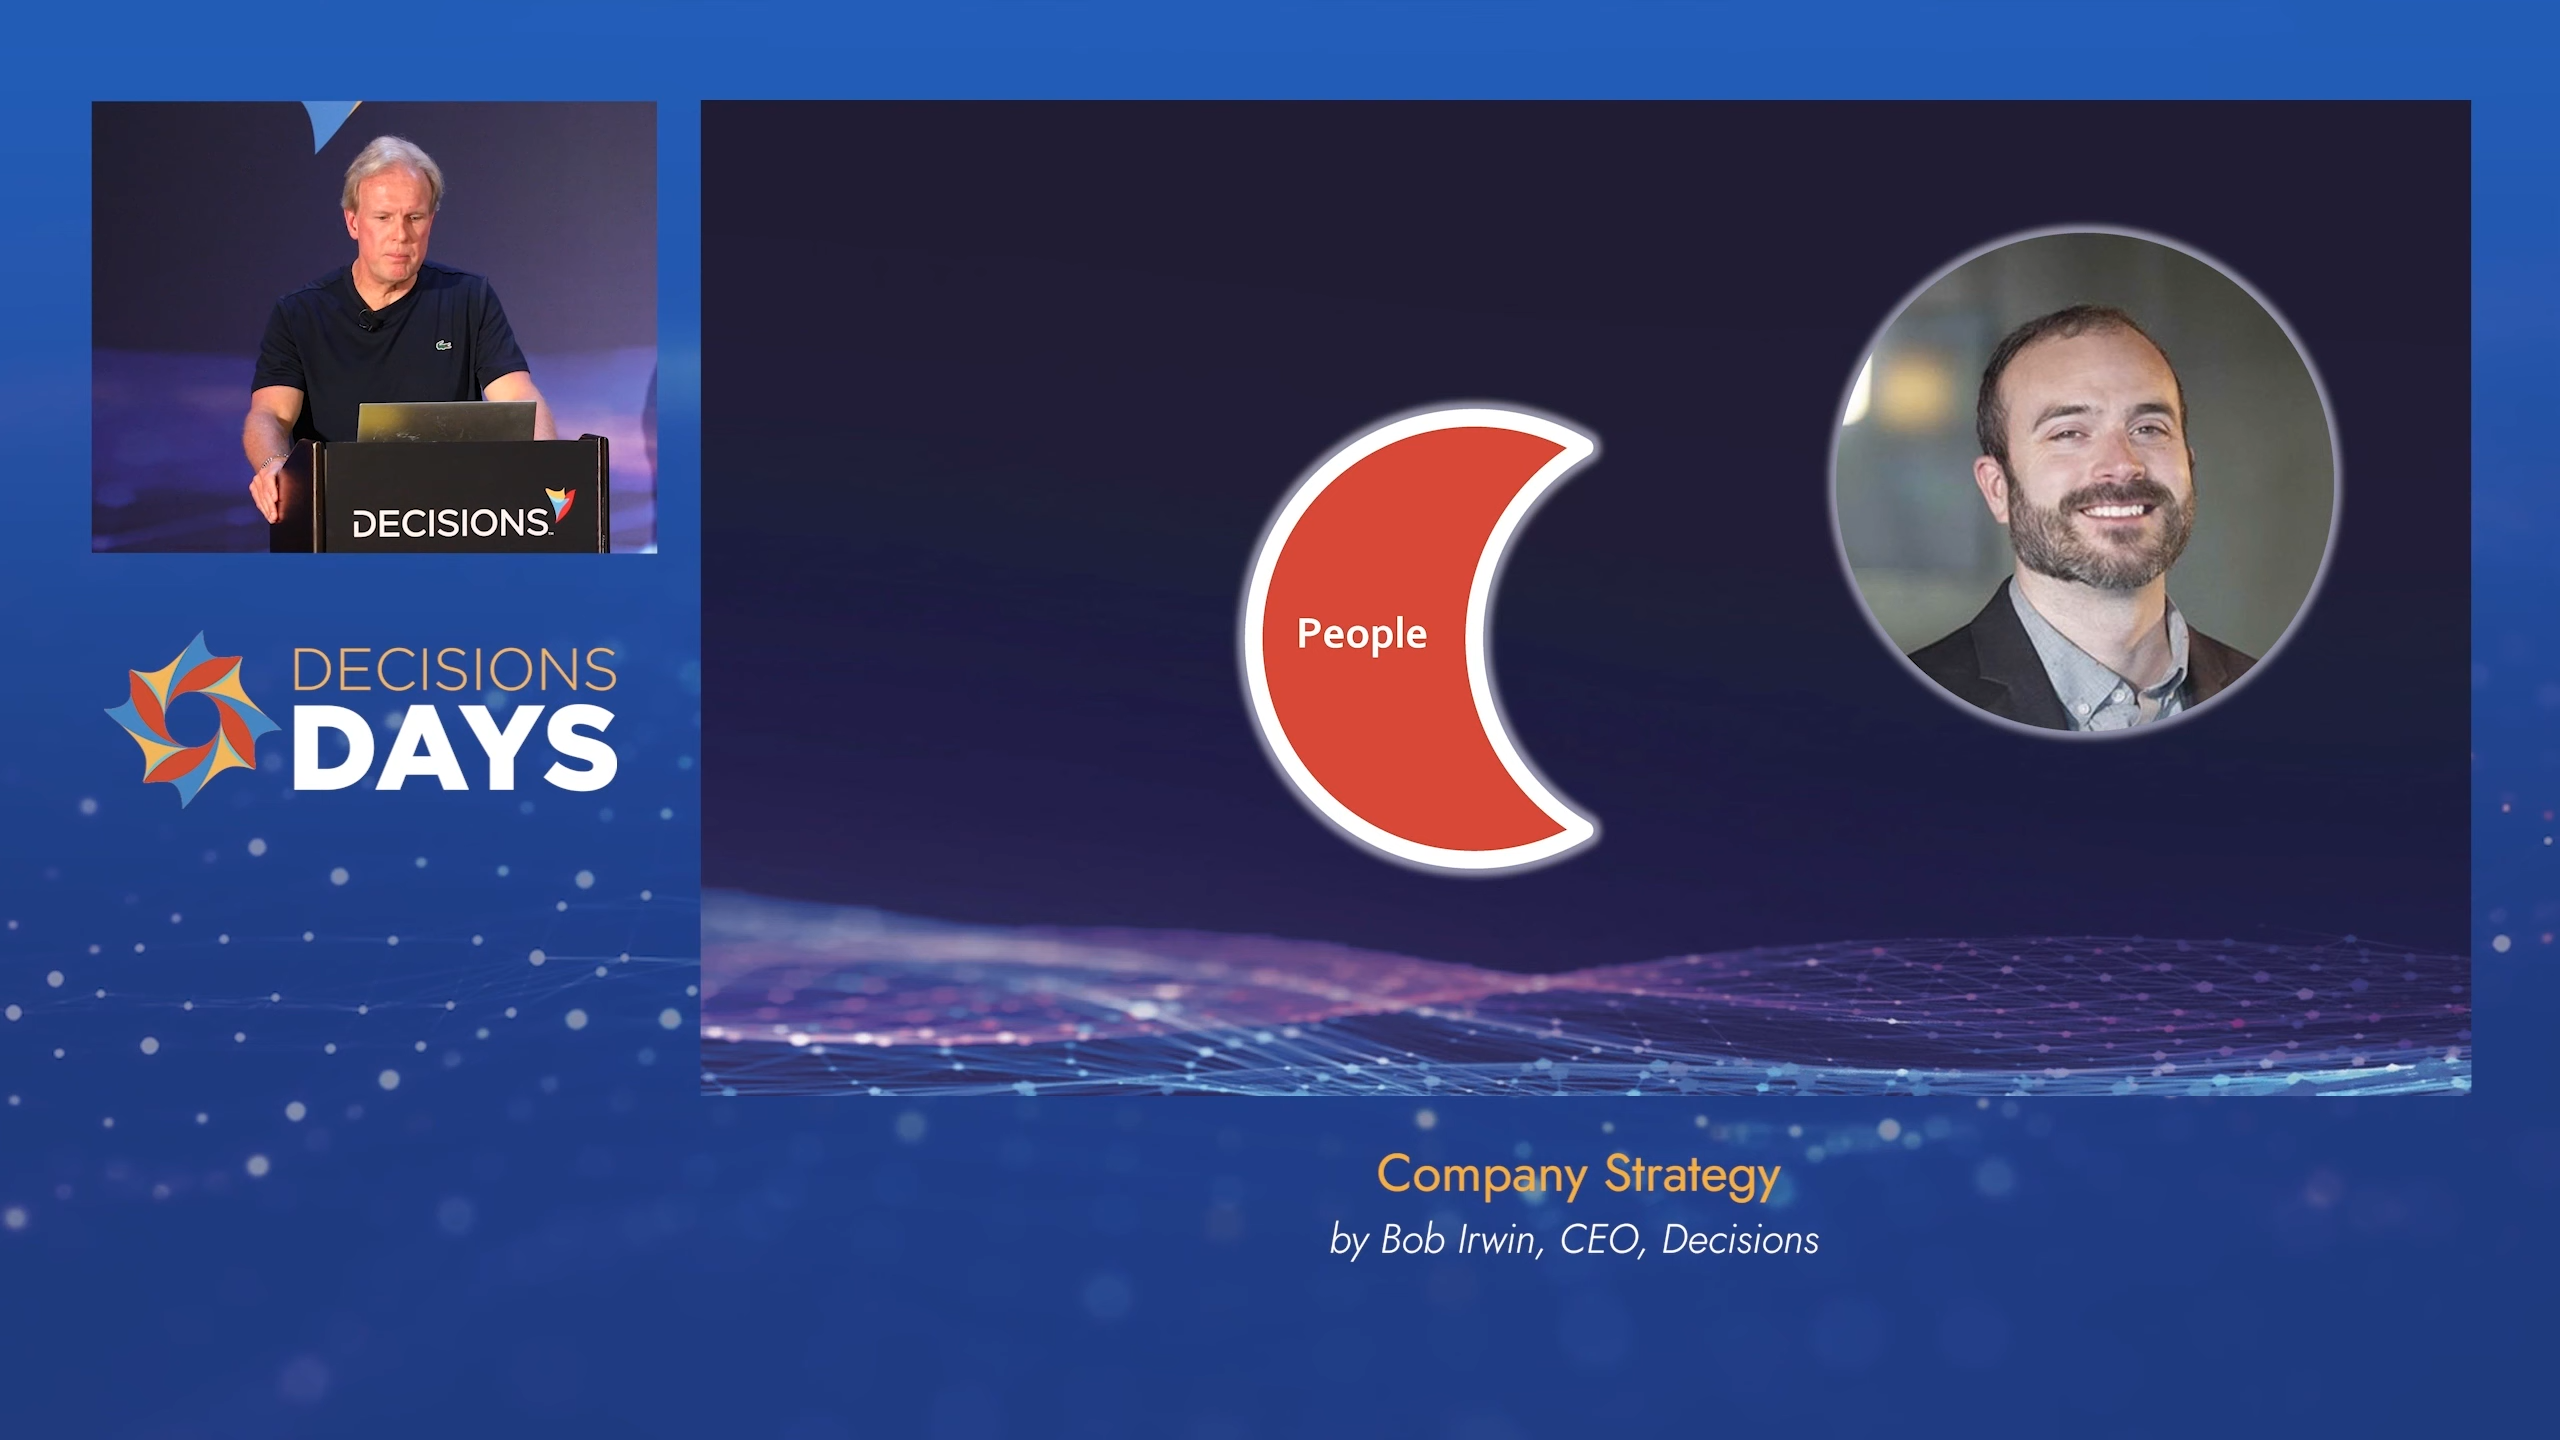 DECISIONS
DECISIONS
DAYS
People
Company Strategy
by Bob Irwin, CEO, Decisions